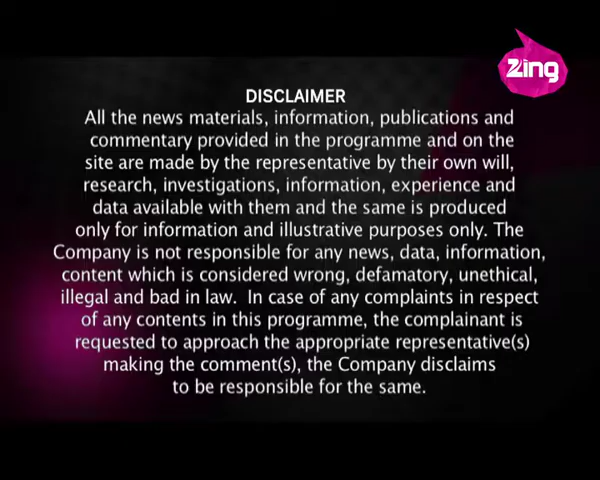 Zing
DISCLAIMER
All the news materials, information, publications and
commentary provided in the programme and on the
site are made by the representative by their own will,
research, investigations, information, experience and
data available with them and the same is produced
only for information and illustrative purposes only. The
Company is not responsible for any news, data, information,
content which is considered wrong, defamatory, unethical,
illegal and bad in law. In case of any complaints in respect
of any contents in this programme, the complainant is
requested to approach the appropriate representative(s)
making the comment(s), the Company disclaims
to be responsible for the same.